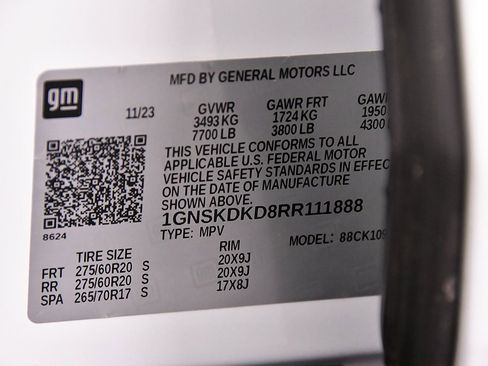 gm
MFD BY GENERAL MOTORS LLC
11/23 GVWR GAWR FRT GAW
3493 KG 1724 KG 1950
7700 LB 3800 LB 4300
THIS VEHICLE CONFORMS TO ALL
APPLICABLE U.S. FEDERAL MOTOR
VEHICLE SAFETY STANDARDS IN EFFEC
ON THE DATE OF MANUFACTURE
SHOWN ABOVE.
1GNSKDKD8RR111888
8624
TYPE: MPV MODEL: 88CK109
TIRE SIZE RIM
FRT 275/60R20 S 20X9J
RR 275/60R20 S 20X9J
SPA 265/70R17 S 17X8J